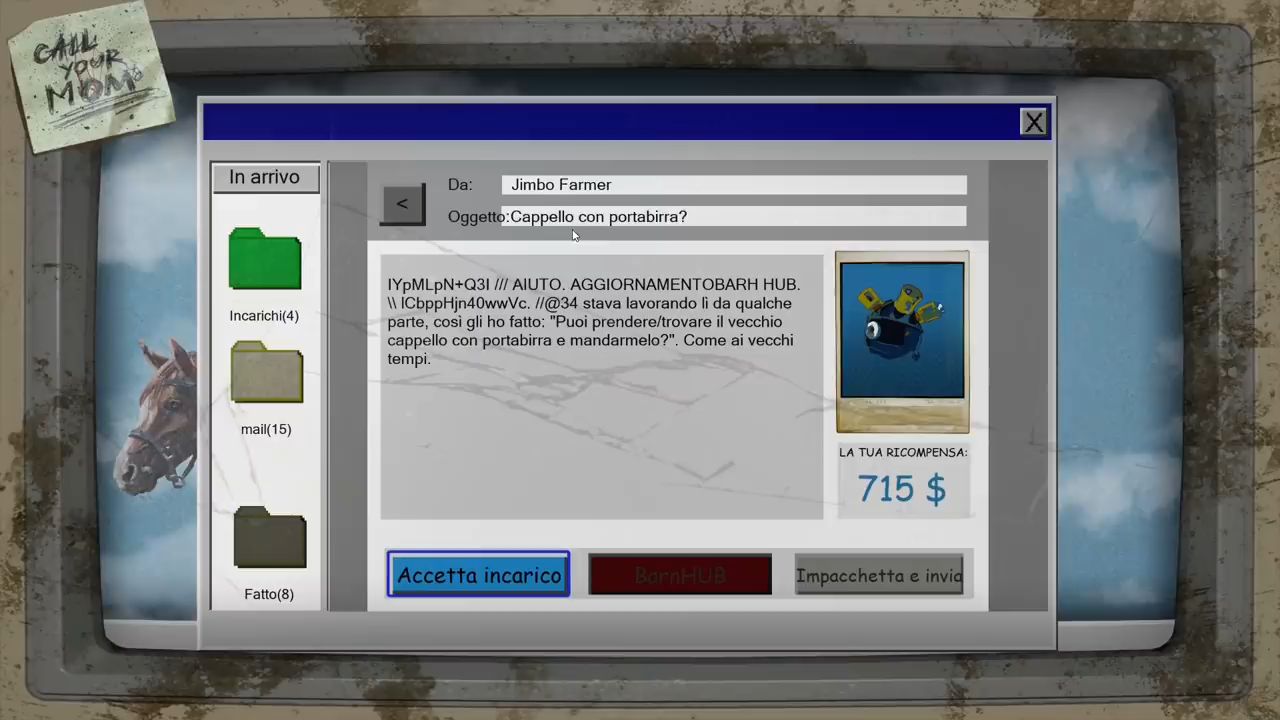 CALL
YOUR
MOM
X
In arrivo
Incarichi(4)
mail(15)
Fatto(8)
<
Da: Jimbo Farmer
Oggetto:Cappello con portabirra?
IYpMLpN+Q3I /// AIUTO. AGGIORNAMENTOBARH HUB.
\\ lCbppHjn40wwVc. //@34 stava lavorando lì da qualche
parte, così gli ho fatto: "Puoi prendere/trovare il vecchio
cappello con portabirra e mandarmelo?". Come ai vecchi
tempi.
LA TUA RICOMPENSA:
715 $
Accetta incarico
BarnHUB
Impacchetta e invia